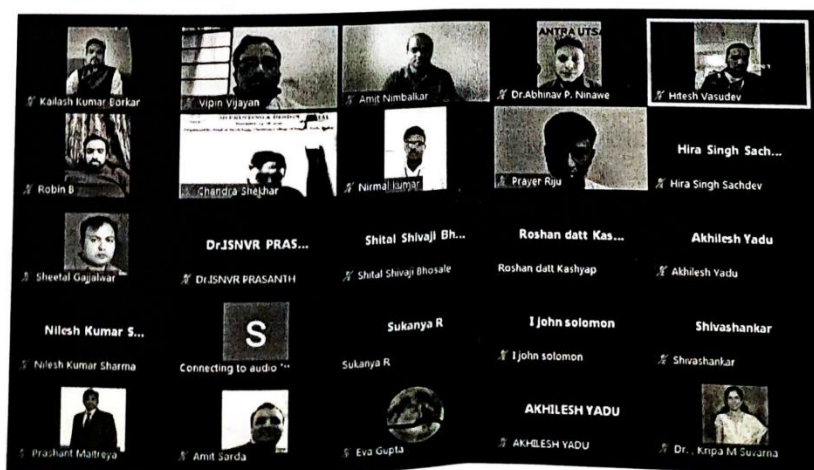 ANTRA UTSA
Kailash Kumar Borkar
Vipin Vijayan
Amit Nimbalkar
Dr.Abhinav P. Ninawe
Hitesh Vasudev
Robin B
Chandra Shekhar
Nirmal kumar
Prayer Riju
Hira Singh Sach...
Hira Singh Sachdev
Sheetal Gajjalwar
Dr.ISNVR PRAS...
Dr.ISNVR PRASANTH
Shital Shivaji Bh...
Shital Shivaji Bhosale
Roshan datt Kas...
Roshan datt Kashyap
Akhilesh Yadu
Akhilesh Yadu
Nilesh Kumar S...
Nilesh Kumar Sharma
S
Connecting to audio ...
Sukanya R
Sukanya R
I john solomon
I john solomon
Shivashankar
Shivashankar
Prashant Maitreya
Amit Sarda
Eva Gupta
AKHILESH YADU
AKHILESH YADU
Dr. , Kripa M Suvarna